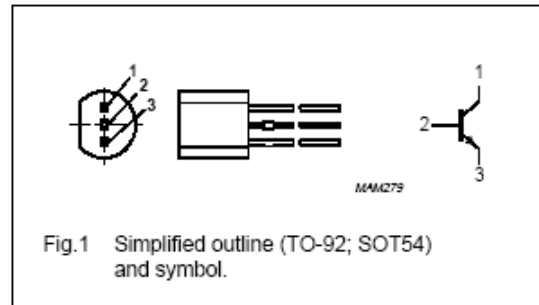 1
2
3
1
2
3
MAM279
Fig.1 Simplified outline (TO-92; SOT54)
and symbol.